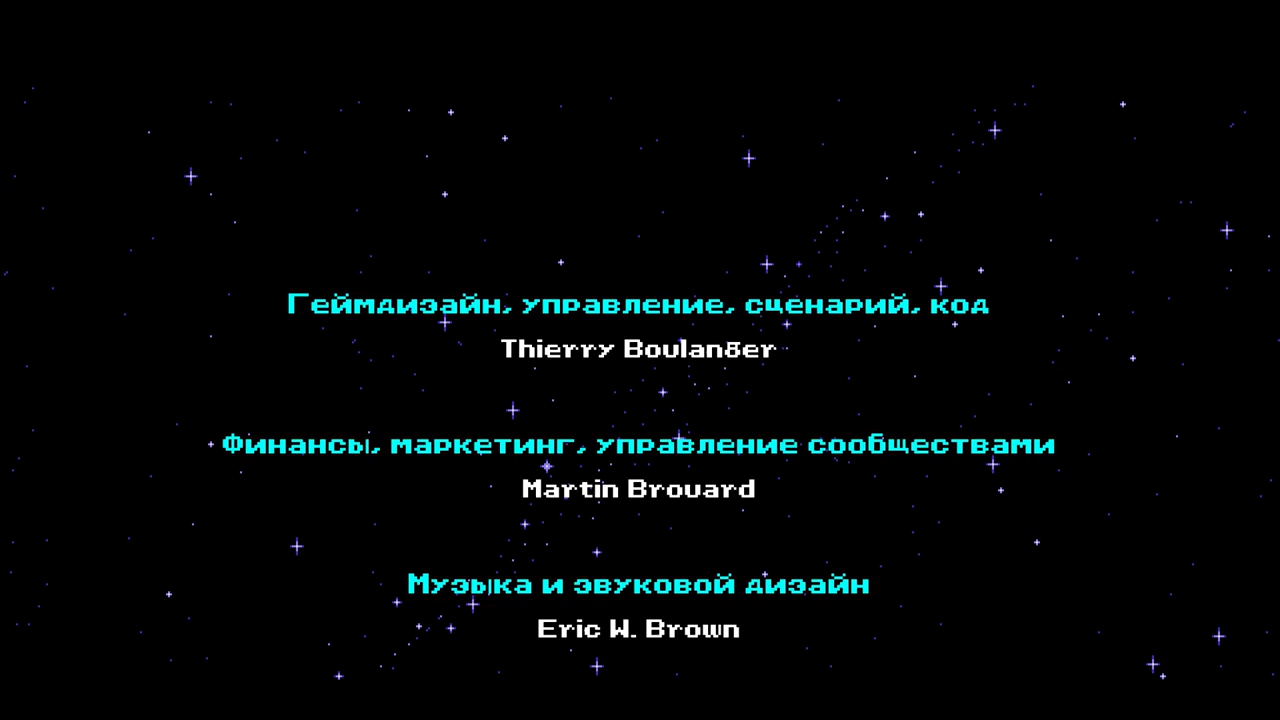 Геймдизайн, управление, сценарий, код
Thierry Boulanger
Финансы, маркетинг, управление сообществами
Martin Brouard
Музыка и звуковой дизайн
Eric W. Brown